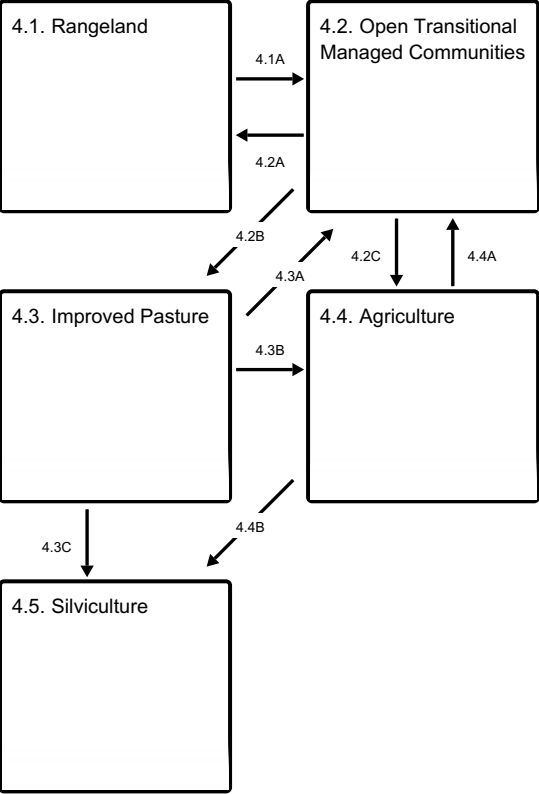 4.1. Rangeland
4.2. Open Transitional
Managed Communities
4.1A
4.2A
4.2B
4.3A
4.2C
4.4A
4.3. Improved Pasture
4.4. Agriculture
4.3B
4.4B
4.3C
4.5. Silviculture